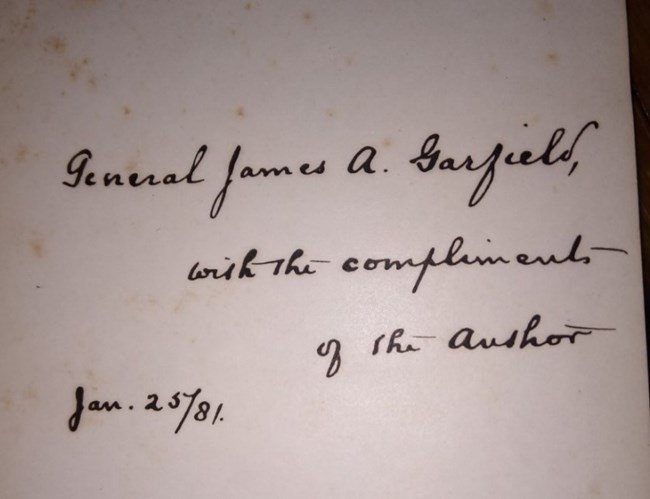 General James A. Garfield,
with the compliments
of the Author
Jan. 25/81.